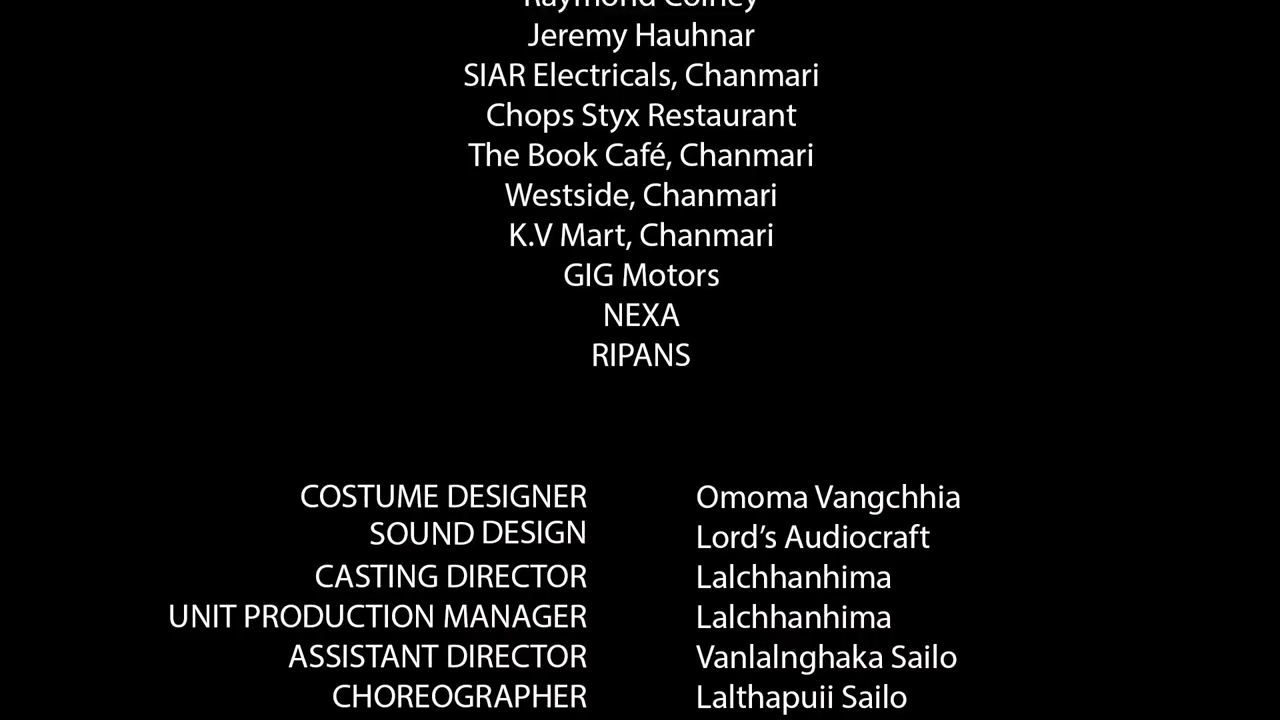 Raymond Colney
Jeremy Hauhnar
SIAR Electricals, Chanmari
Chops Styx Restaurant
The Book Café, Chanmari
Westside, Chanmari
K.V Mart, Chanmari
GIG Motors
NEXA
RIPANS
COSTUME DESIGNER Omoma Vangchhia
SOUND DESIGN Lord’s Audiocraft
CASTING DIRECTOR Lalchhanhima
UNIT PRODUCTION MANAGER Lalchhanhima
ASSISTANT DIRECTOR Vanlalnghaka Sailo
CHOREOGRAPHER Lalthapuii Sailo